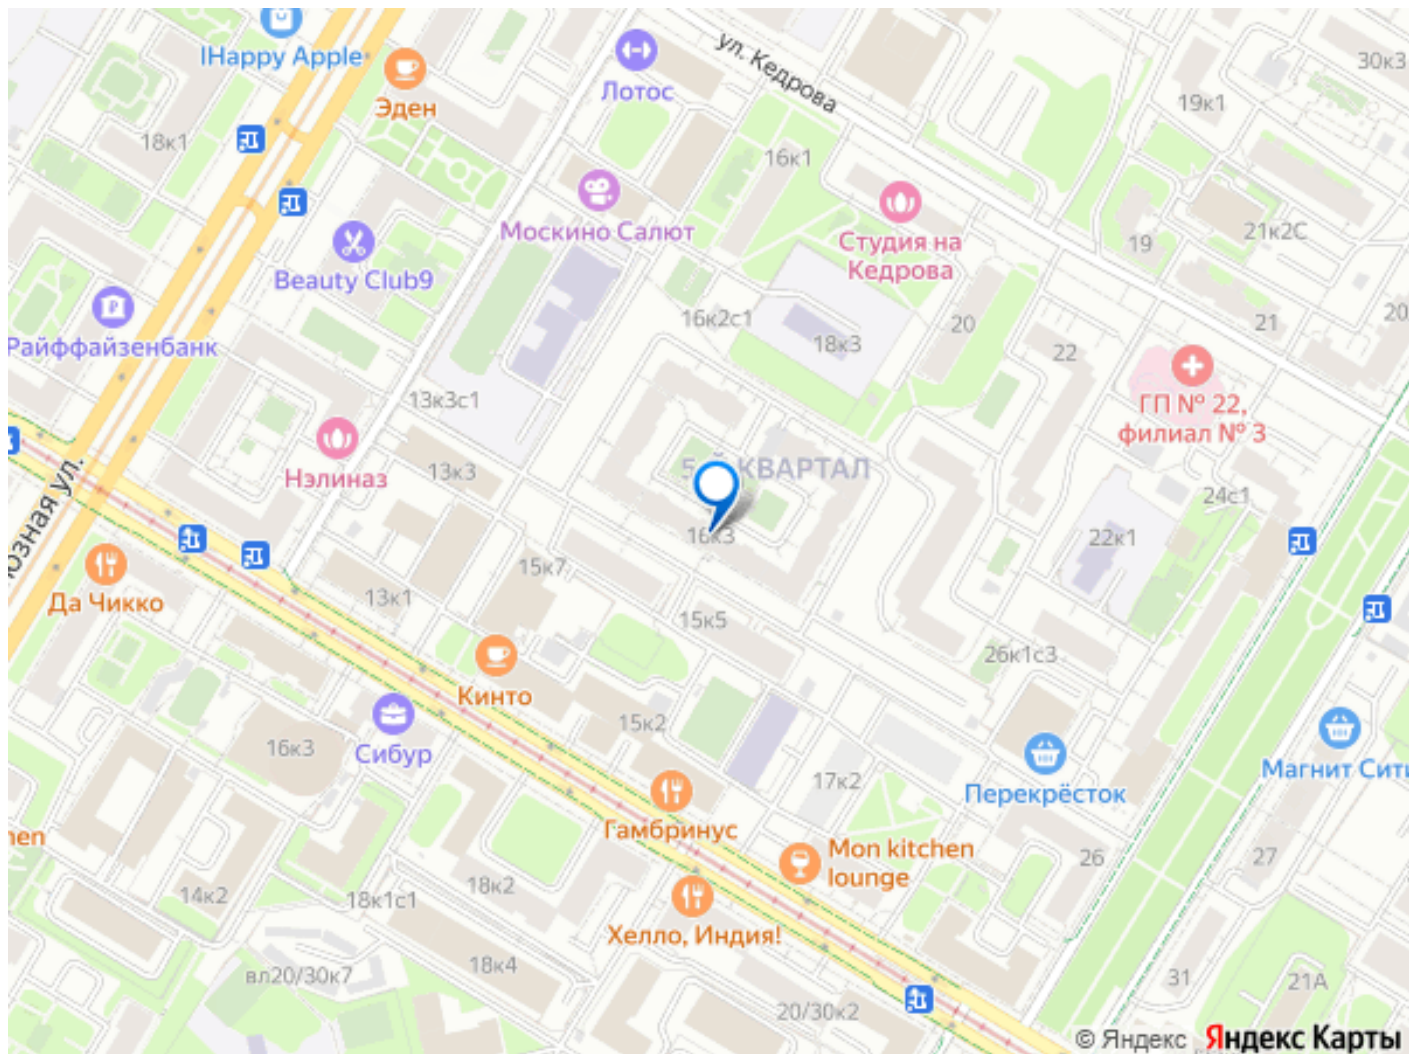 IHappy Apple
Эден
18к1
Лотос
ул. Кедрова
30к3
19к1
16к1
Москино Салют
Студия на
Кедрова
19
21к2С
Beauty Club9
Райффайзенбанк
16к2с1
18к3
20
22
21
20
13к3с1
ГП № 22,
филиал № 3
Нэлиназ
13к3
КВАРТАЛ
24с1
16к3
22к1
15к7
Да Чикко
13к1
15к5
26к1с3
Кинто
15к2
16к3
Сибур
17к2
Перекрёсток
Магнит Сити
Гамбринус
Mon kitchen
lounge
26
27
14к2
18к1с1
18к2
Хелло, Индия!
вл20/30к7
18к4
31
21А
20/30к2
© Яндекс Яндекс Карты